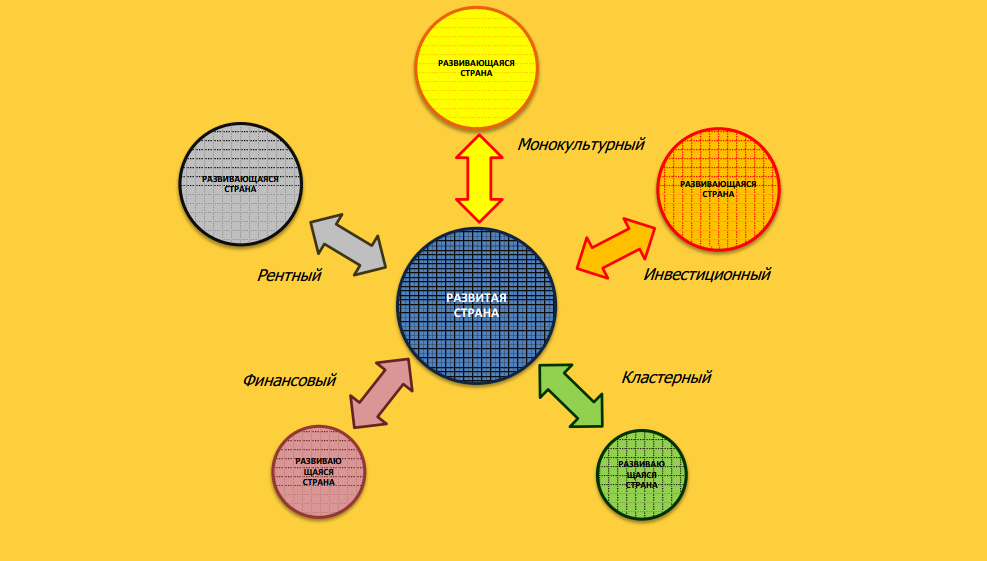 РАЗВИВАЮЩАЯСЯ
СТРАНА
Монокультурный
РАЗВИВАЮЩАЯСЯ
СТРАНА
РАЗВИВАЮЩАЯСЯ
СТРАНА
Рентный
Инвестиционный
РАЗВИТАЯ
СТРАНА
Финансовый
Кластерный
РАЗВИВАЮ
ЩАЯСЯ
СТРАНА
РАЗВИВАЮ
ЩАЯСЯ
СТРАНА